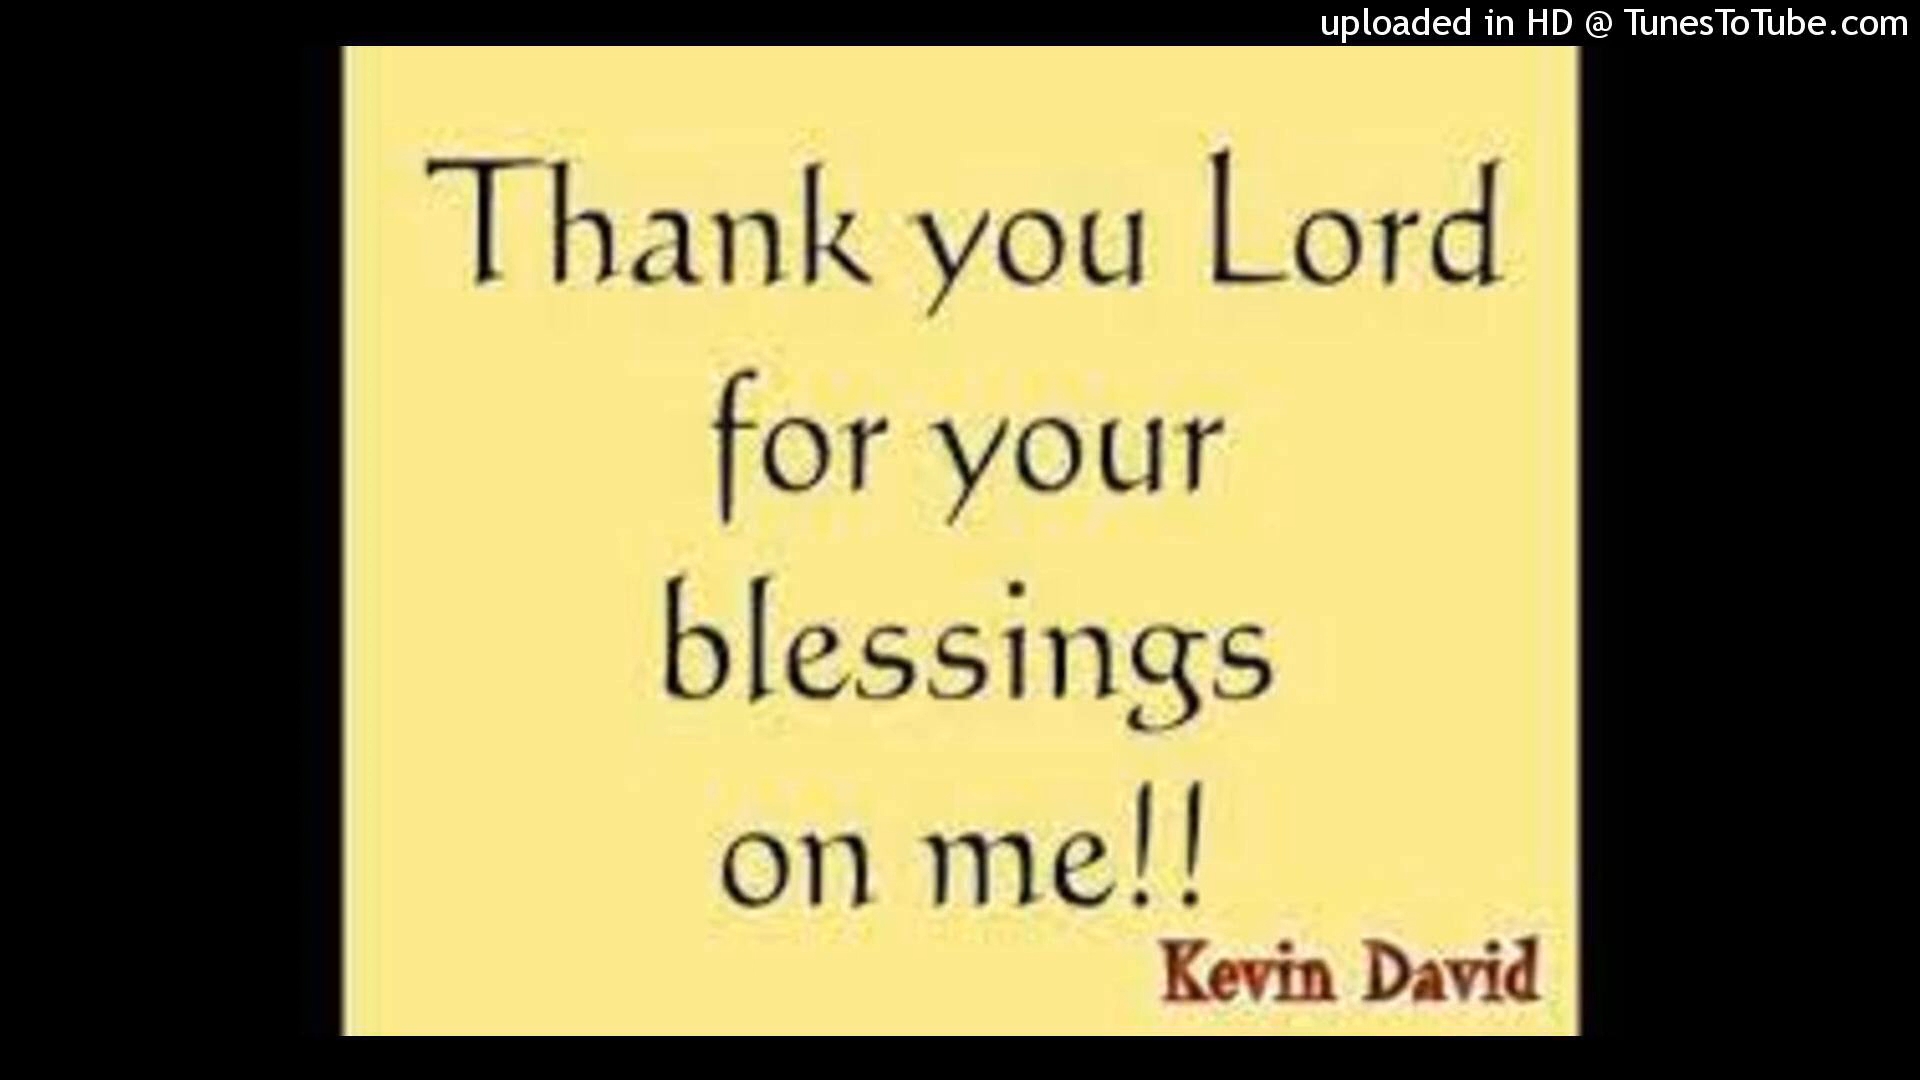 uploaded in HD @ TunesToTube.com
Thank you Lord
for your
blessings
on me!!
Kevin David